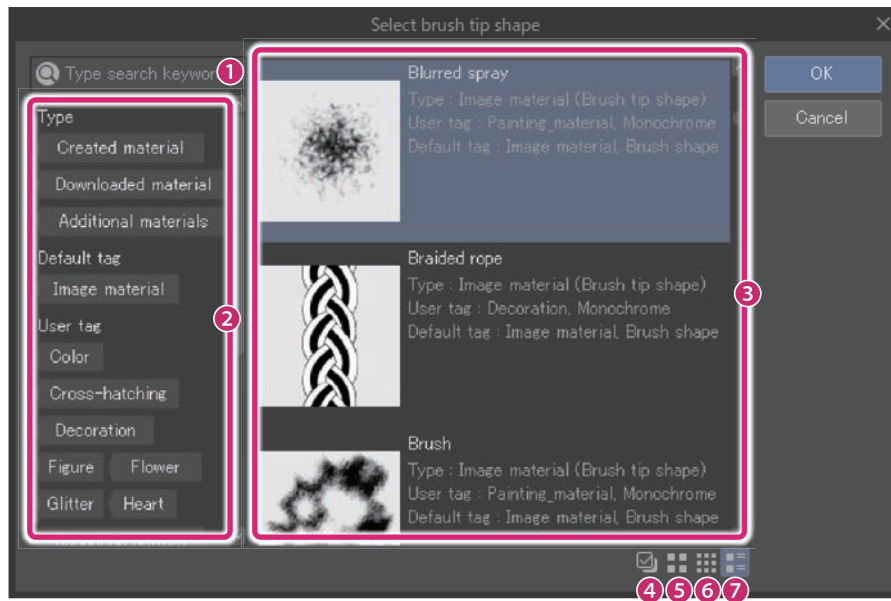 Select brush tip shape
Type search keywor
1
Type
Created material
Downloaded material
Additional materials
Default tag
Image material
User tag
Color
Cross-hatching
Decoration
Figure Flower
Glitter Heart
2
Blurred spray
Type : Image material (Brush tip shape)
User tag : Painting_material, Monochrome
Default tag : Image material, Brush shape
Braided rope
Type : Image material (Brush tip shape)
User tag : Decoration, Monochrome
Default tag : Image material, Brush shape
Brush
Type : Image material (Brush tip shape)
User tag : Painting_material, Monochrome
Default tag : Image material, Brush shape
3
OK
Cancel
4 5 6 7